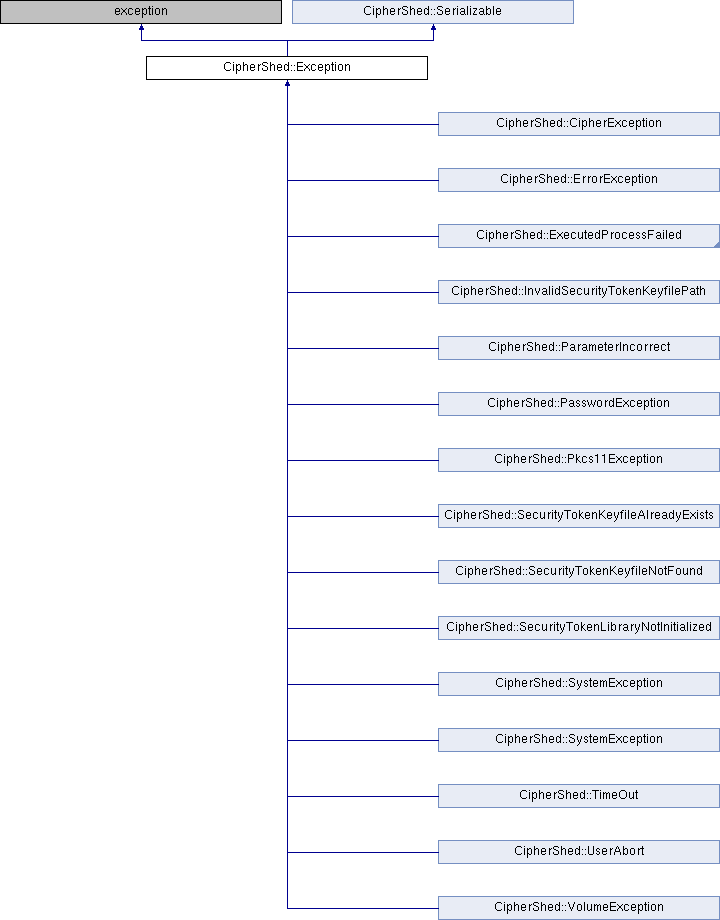 exception
CipherShed::Serializable
CipherShed::Exception
CipherShed::CipherException
CipherShed::ErrorException
CipherShed::ExecutedProcessFailed
CipherShed::InvalidSecurityTokenKeyfilePath
CipherShed::ParameterIncorrect
CipherShed::PasswordException
CipherShed::Pkcs11Exception
CipherShed::SecurityTokenKeyfileAlreadyExists
CipherShed::SecurityTokenKeyfileNotFound
CipherShed::SecurityTokenLibraryNotInitialized
CipherShed::SystemException
CipherShed::SystemException
CipherShed::TimeOut
CipherShed::UserAbort
CipherShed::VolumeException